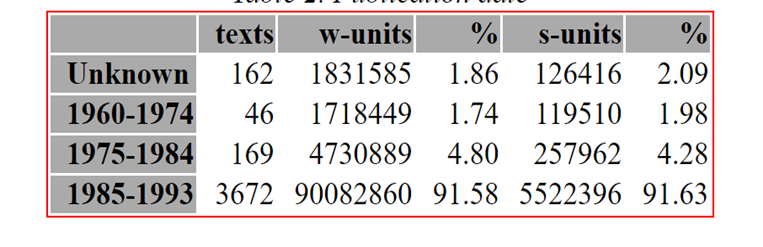 Table 2. Publication date
texts w-units % s-units %
Unknown 162 1831585 1.86 126416 2.09
1960-1974 46 1718449 1.74 119510 1.98
1975-1984 169 4730889 4.80 257962 4.28
1985-1993 3672 90082860 91.58 5522396 91.63